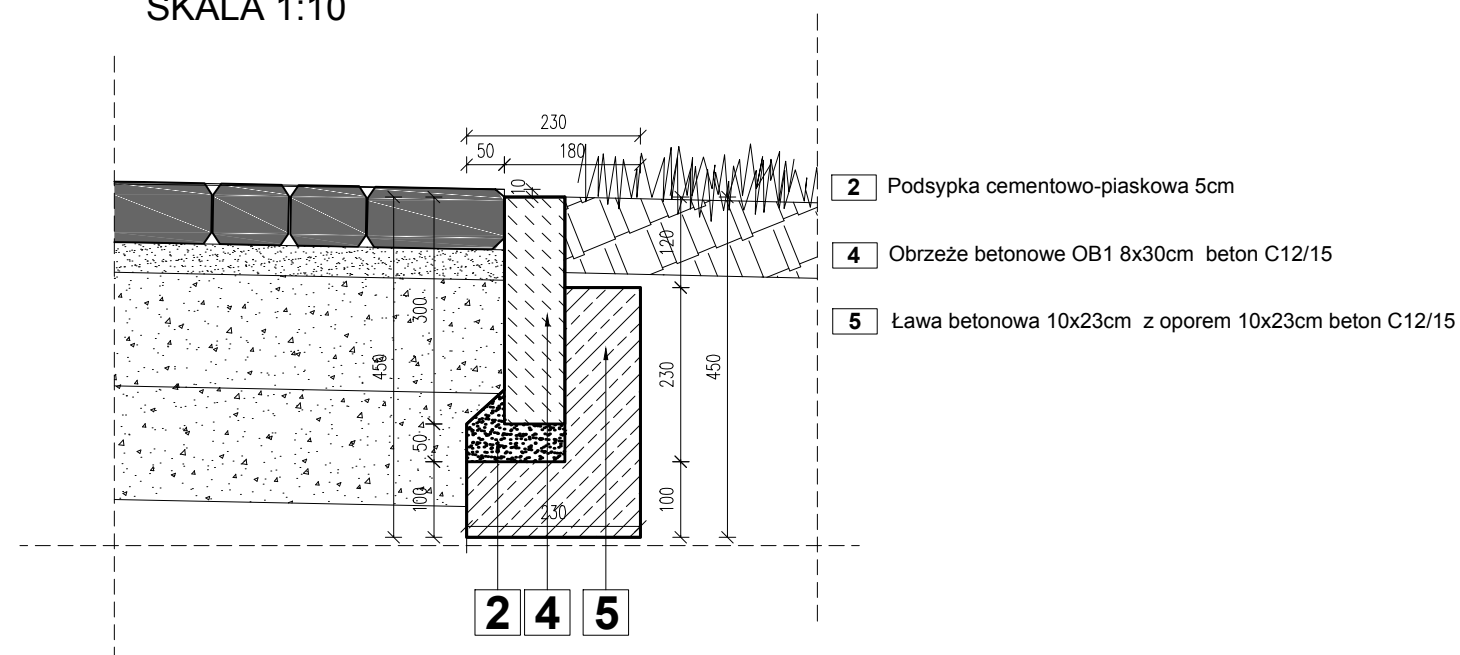 SKALA 1:10
230
50
180
10
2 Podsypka cementowo-piaskowa 5cm
120
4 Obrzeże betonowe OB1 8x30cm beton C12/15
300
5 Ława betonowa 10x23cm z oporem 10x23cm beton C12/15
450
230
450
50
100
230
100
2 4 5